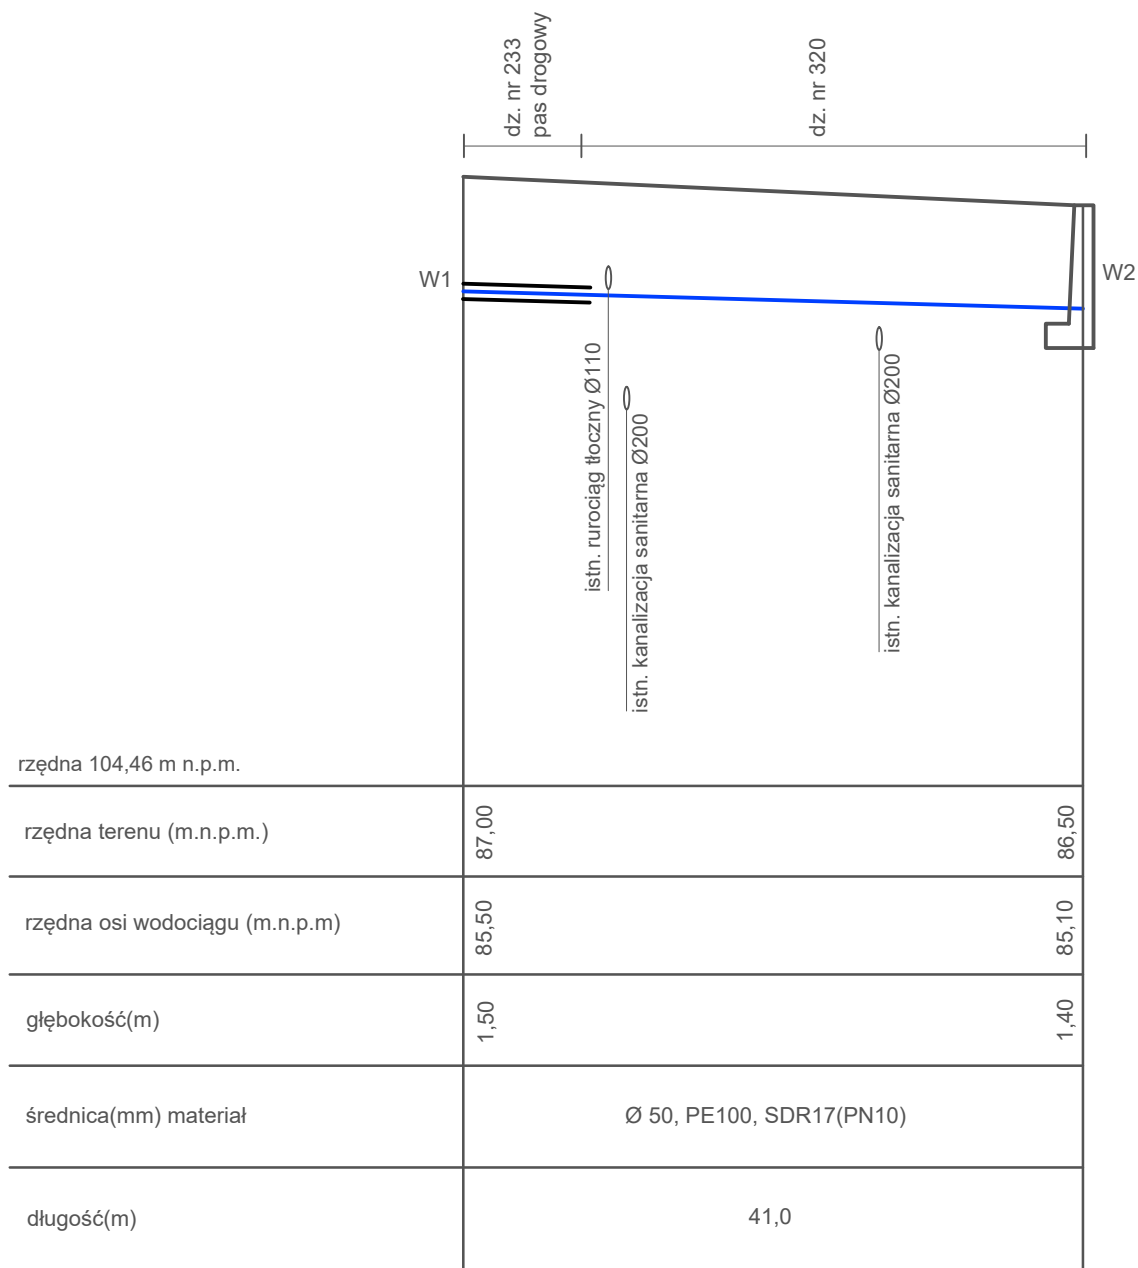 dz. nr 233
pas drogowy
dz. nr 320
W1
W2
istn. rurociąg tłoczny Ø110
istn. kanalizacja sanitarna Ø200
istn. kanalizacja sanitarna Ø200
rzędna 104,46 m n.p.m.
rzędna terenu (m.n.p.m.)
87,00
86,50
rzędna osi wodociągu (m.n.p.m)
85,50
85,10
głębokość(m)
1,50
1,40
średnica(mm) materiał
Ø 50, PE100, SDR17(PN10)
długość(m)
41,0